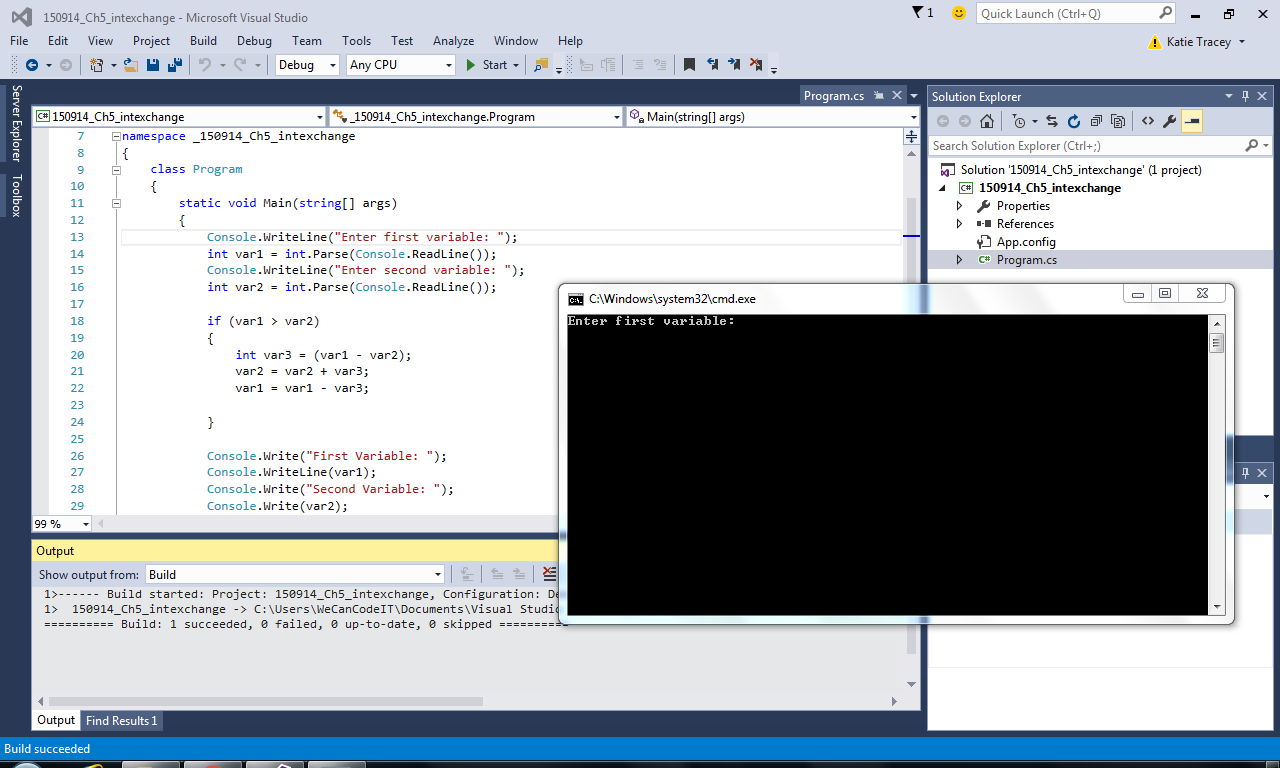 150914_Ch5_intexchange - Microsoft Visual Studio
1
Quick Launch (Ctrl+Q)
File Edit View Project Build Debug Team Tools Test Analyze Window Help
Katie Tracey
Debug Any CPU Start
Server Explorer
Toolbox
Program.cs
150914_Ch5_intexchange
_150914_Ch5_intexchange.Program
Main(string[] args)
7 namespace _150914_Ch5_intexchange
8 {
9 class Program
10 {
11 static void Main(string[] args)
12 {
13 Console.WriteLine("Enter first variable: ");
14 int var1 = int.Parse(Console.ReadLine());
15 Console.WriteLine("Enter second variable: ");
16 int var2 = int.Parse(Console.ReadLine());
17
18 if (var1 > var2)
19 {
20 int var3 = (var1 - var2);
21 var2 = var2 + var3;
22 var1 = var1 - var3;
23
24 }
25
26 Console.Write("First Variable: ");
27 Console.WriteLine(var1);
28 Console.Write("Second Variable: ");
29 Console.Write(var2);
99 %
Solution Explorer
Search Solution Explorer (Ctrl+;)
Solution '150914_Ch5_intexchange' (1 project)
C# 150914_Ch5_intexchange
Properties
References
App.config
C# Program.cs
C:\Windows\system32\cmd.exe
Enter first variable:
Output
Show output from: Build
1>------ Build started: Project: 150914_Ch5_intexchange, Configuration: De
1> 150914_Ch5_intexchange -> C:\Users\WeCanCodeIT\Documents\Visual Studio
========== Build: 1 succeeded, 0 failed, 0 up-to-date, 0 skipped ==========
Output Find Results 1
Build succeeded